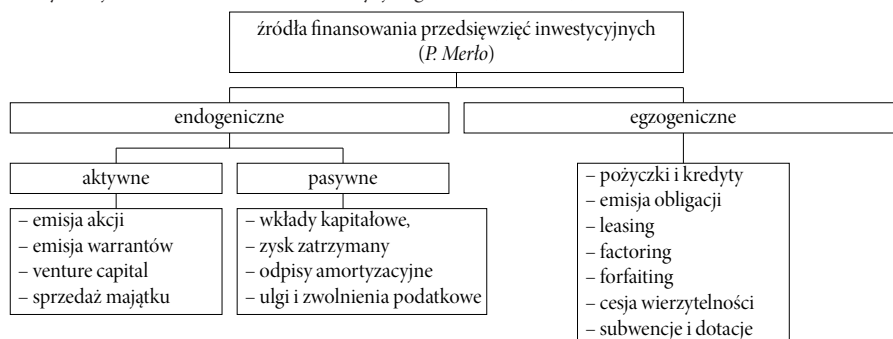 źródła finansowania przedsięwzięć inwestycyjnych
(P. Merło)
endogeniczne
egzogeniczne
aktywne
pasywne
– emisja akcji
– emisja warrantów
– venture capital
– sprzedaż majątku
– wkłady kapitałowe,
– zysk zatrzymany
– odpisy amortyzacyjne
– ulgi i zwolnienia podatkowe
– pożyczki i kredyty
– emisja obligacji
– leasing
– factoring
– forfaiting
– cesja wierzytelności
– subwencje i dotacje